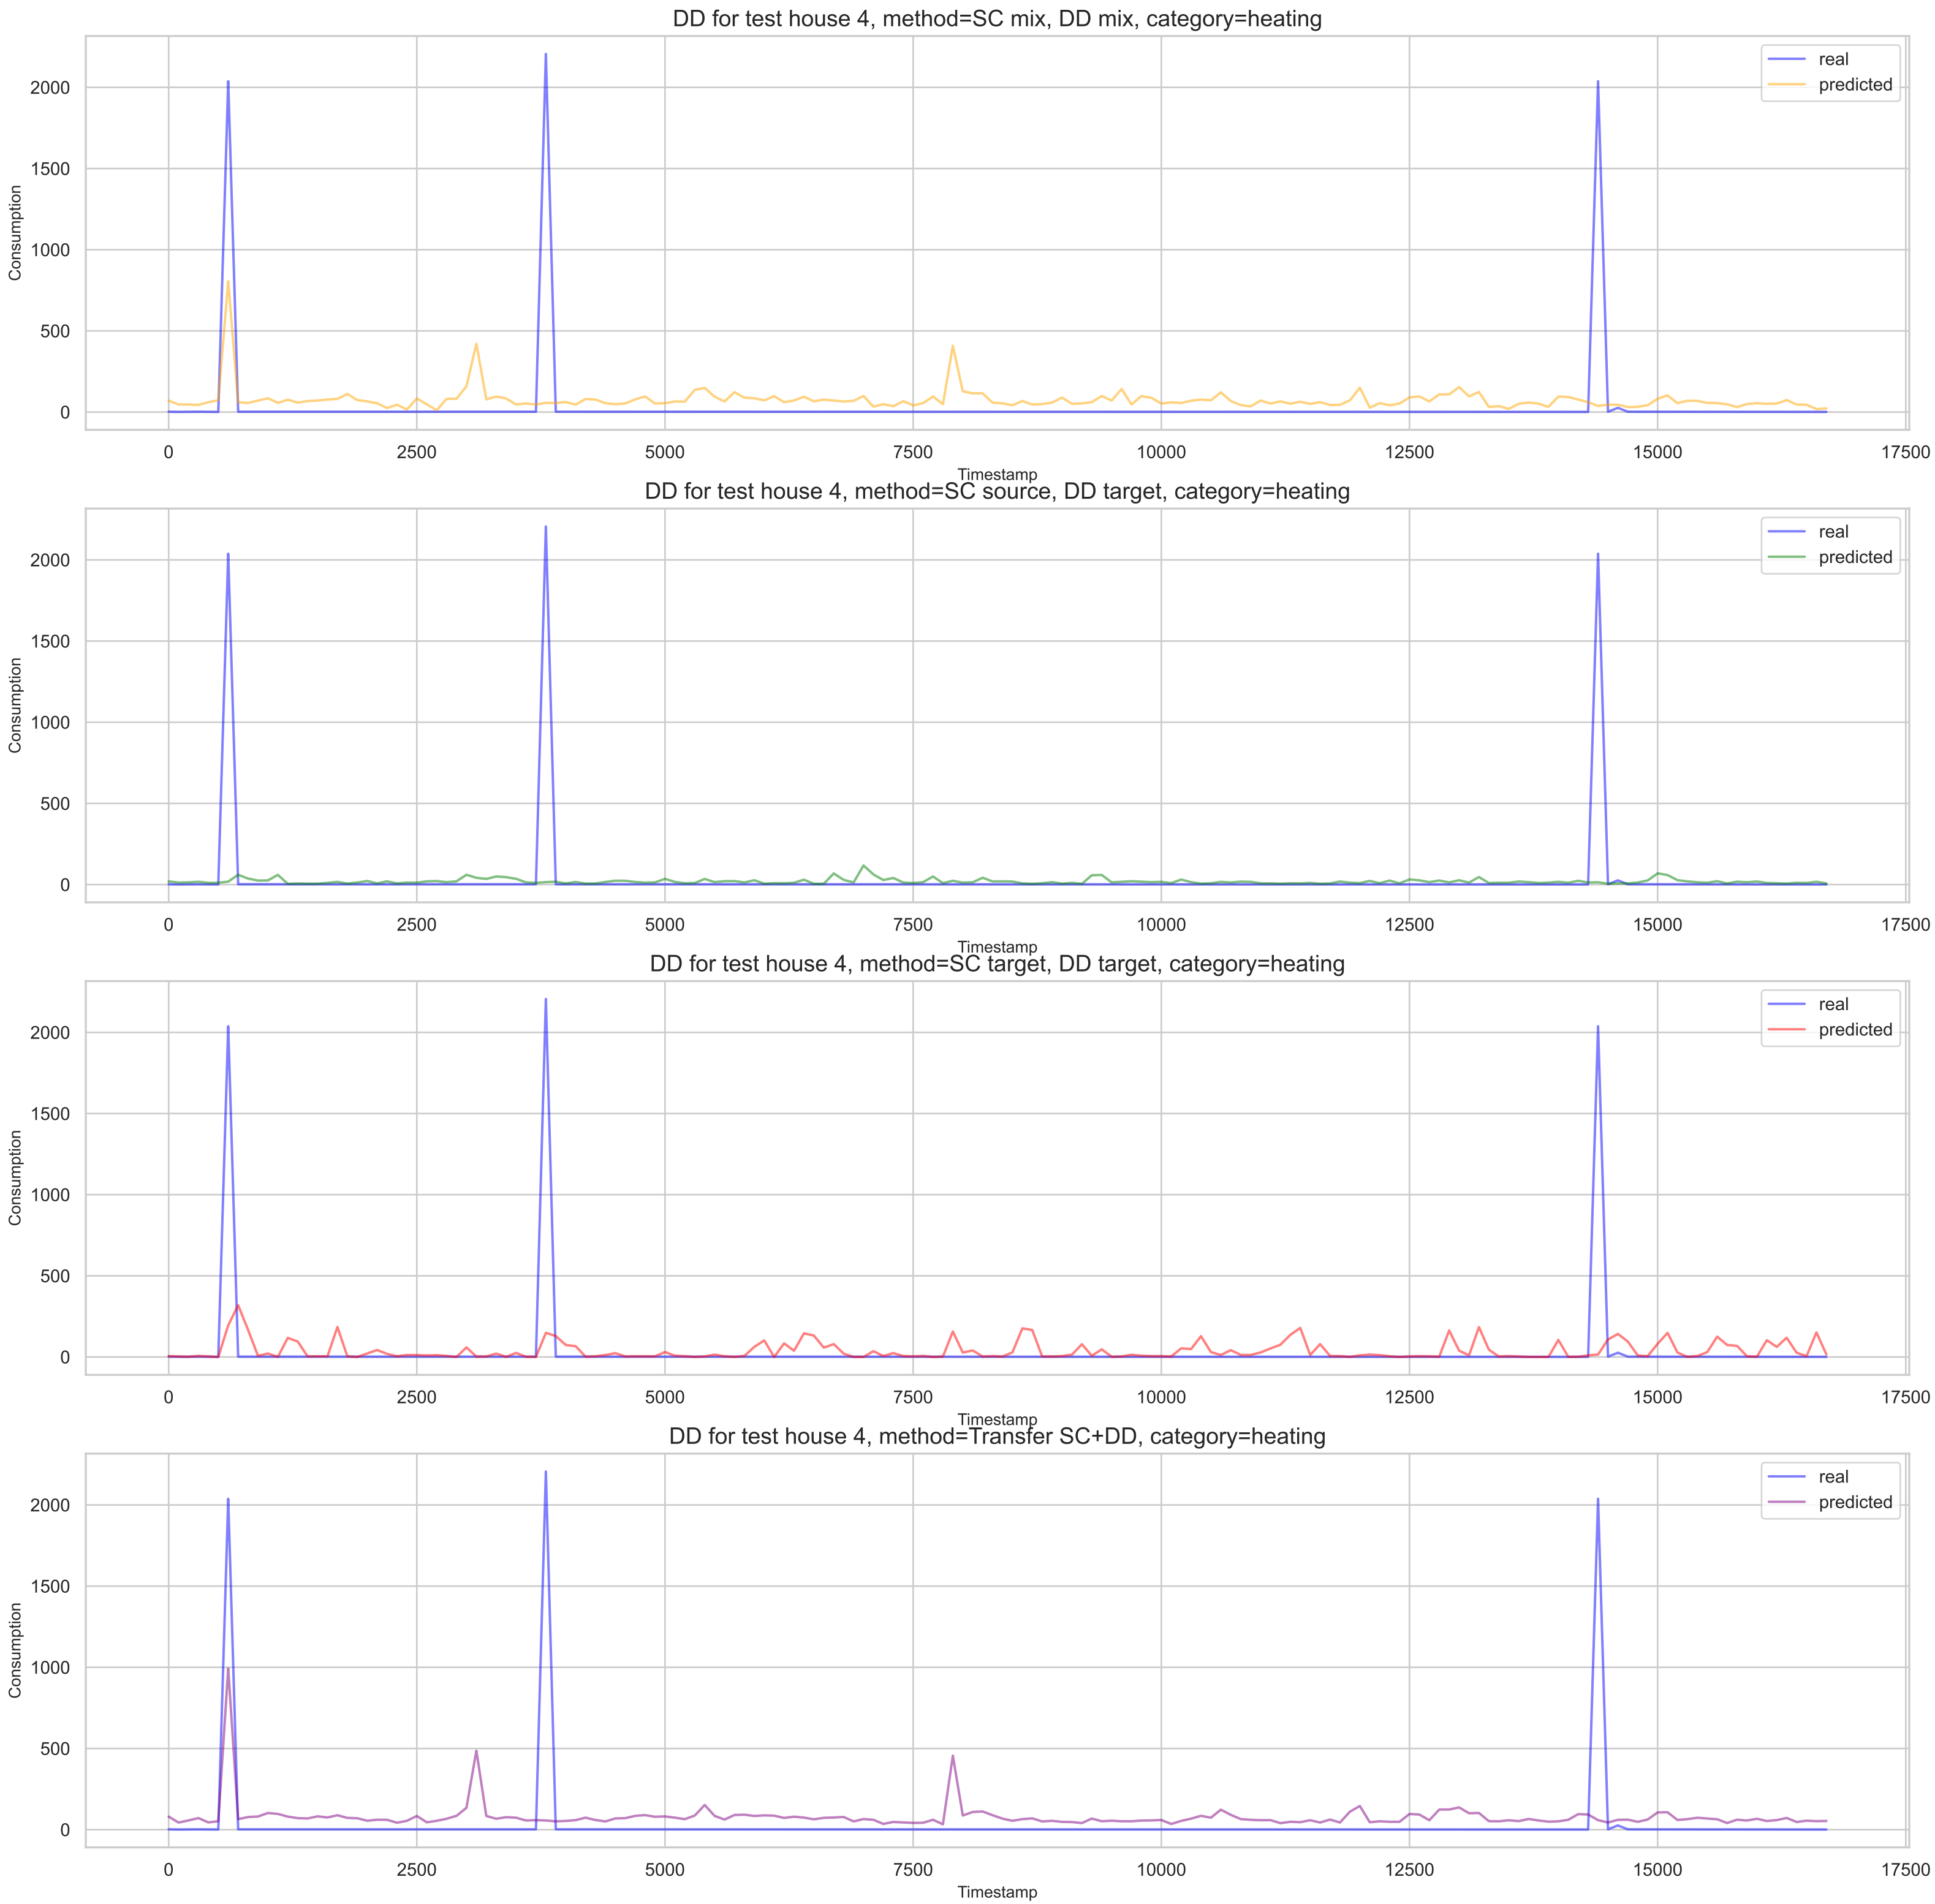 DD for test house 4, method=SC mix, DD mix, category=heating
real
predicted
2000
1500
1000
500
0
Consumption
0 2500 5000 7500 10000 12500 15000 17500
Timestamp
DD for test house 4, method=SC source, DD target, category=heating
real
predicted
2000
1500
1000
500
0
Consumption
0 2500 5000 7500 10000 12500 15000 17500
Timestamp
DD for test house 4, method=SC target, DD target, category=heating
real
predicted
2000
1500
1000
500
0
Consumption
0 2500 5000 7500 10000 12500 15000 17500
Timestamp
DD for test house 4, method=Transfer SC+DD, category=heating
real
predicted
2000
1500
1000
500
0
Consumption
0 2500 5000 7500 10000 12500 15000 17500
Timestamp